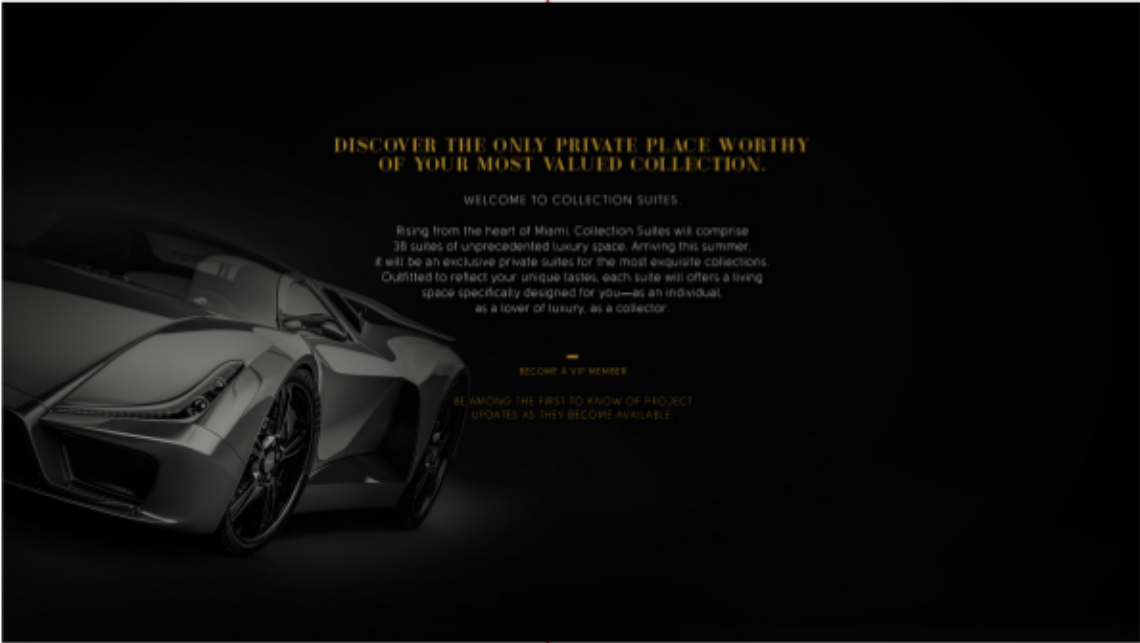 DISCOVER THE ONLY PRIVATE PLACE WORTHY
OF YOUR MOST VALUED COLLECTION.
WELCOME TO COLLECTION SUITES.
Rising from the heart of Miami, Collection Suites will comprise
38 suites of unprecedented luxury space. Arriving this summer,
it will be an exclusive private suites for the most exquisite collections.
Outfitted to reflect your unique tastes, each suite will offers a living
space specifically designed for you—as an individual,
as a lover of luxury, as a collector.
BECOME A VIP MEMBER
BE AMONG THE FIRST TO KNOW OF PROJECT
UPDATES AS THEY BECOME AVAILABLE